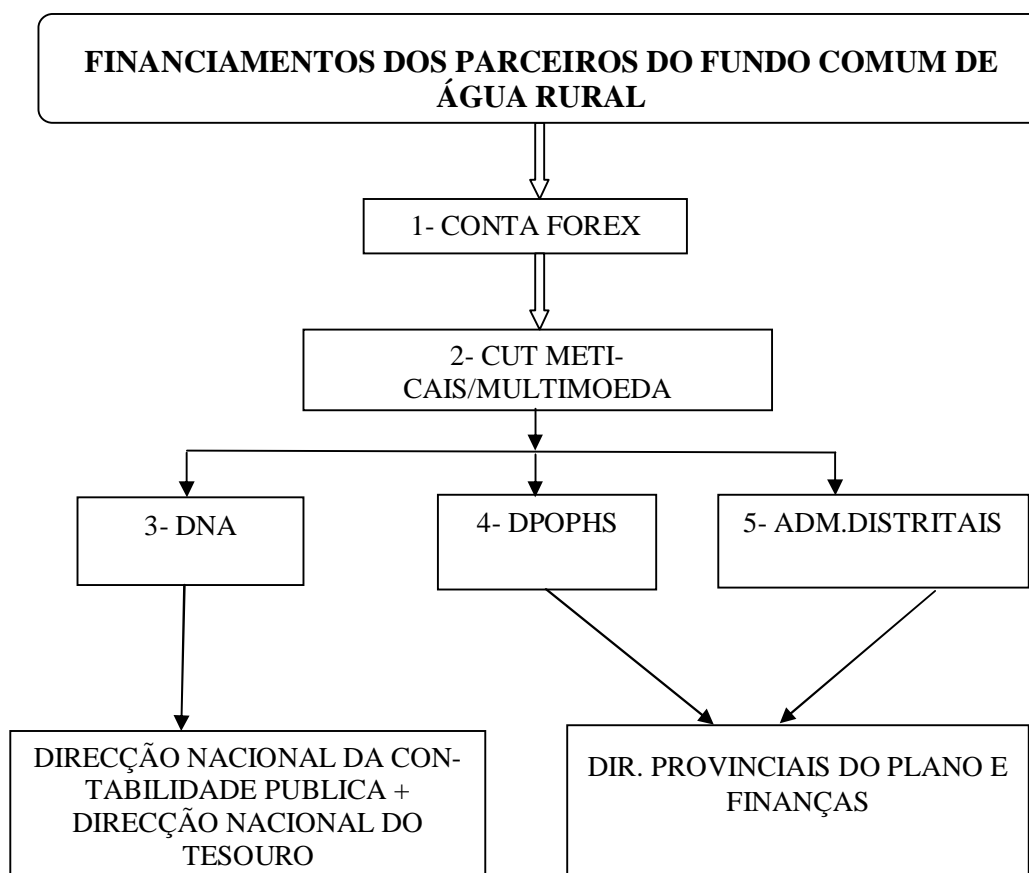 FINANCIAMENTOS DOS PARCEIROS DO FUNDO COMUM DE
ÁGUA RURAL
1- CONTA FOREX
2- CUT METI-
CAIS/MULTIMOEDA
3- DNA
4- DPOPHS
5- ADM.DISTRITAIS
DIRECÇÃO NACIONAL DA CON-
TABILIDADE PUBLICA +
DIRECÇÃO NACIONAL DO
TESOURO
DIR. PROVINCIAIS DO PLANO E
FINANÇAS